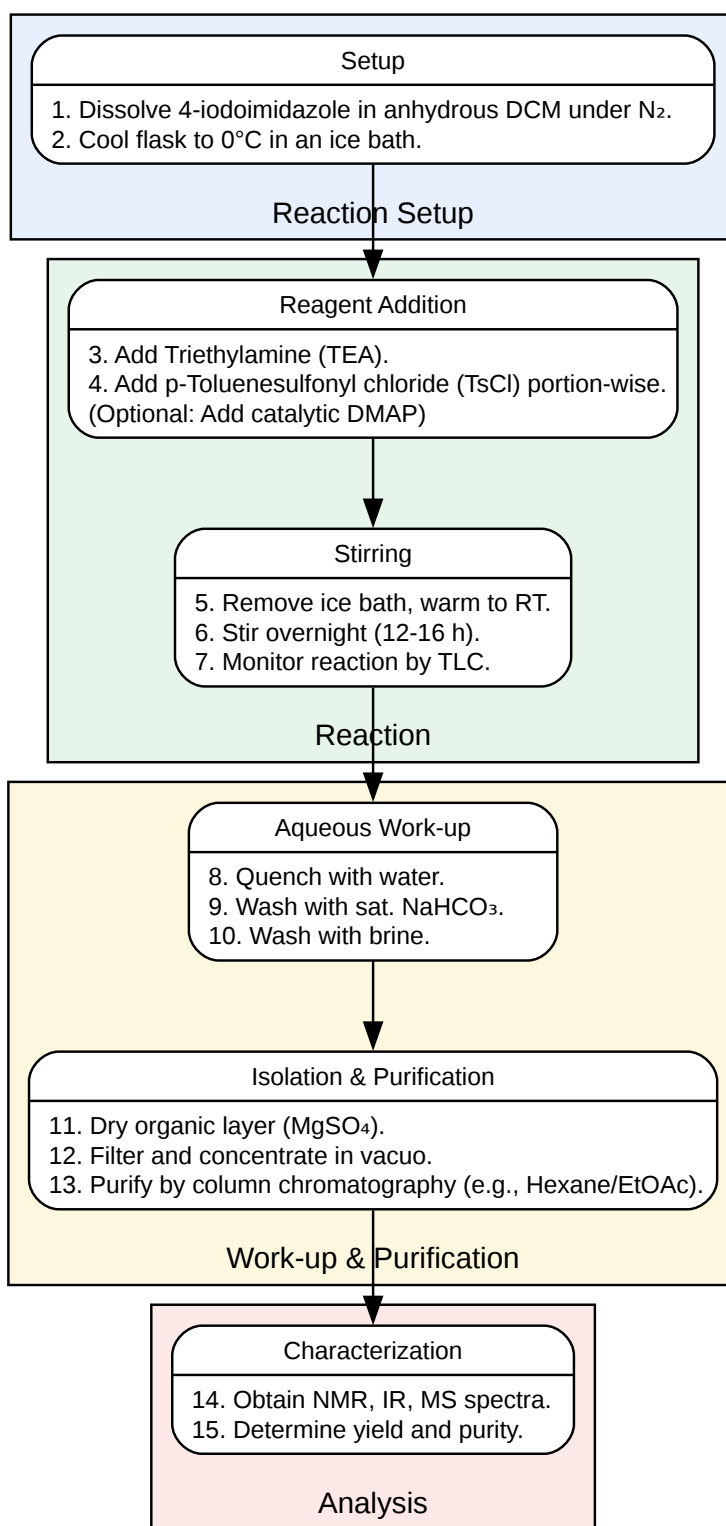 Setup
1. Dissolve 4-iodoimidazole in anhydrous DCM under N₂.
2. Cool flask to 0°C in an ice bath.
Reaction Setup
Reagent Addition
3. Add Triethylamine (TEA).
4. Add p-Toluenesulfonyl chloride (TsCl) portion-wise.
(Optional: Add catalytic DMAP)
Stirring
5. Remove ice bath, warm to RT.
6. Stir overnight (12-16 h).
7. Monitor reaction by TLC.
Reaction
Aqueous Work-up
8. Quench with water.
9. Wash with sat. NaHCO₃.
10. Wash with brine.
Isolation & Purification
11. Dry organic layer (MgSO₄).
12. Filter and concentrate in vacuo.
13. Purify by column chromatography (e.g., Hexane/EtOAc).
Work-up & Purification
Characterization
14. Obtain NMR, IR, MS spectra.
15. Determine yield and purity.
Analysis